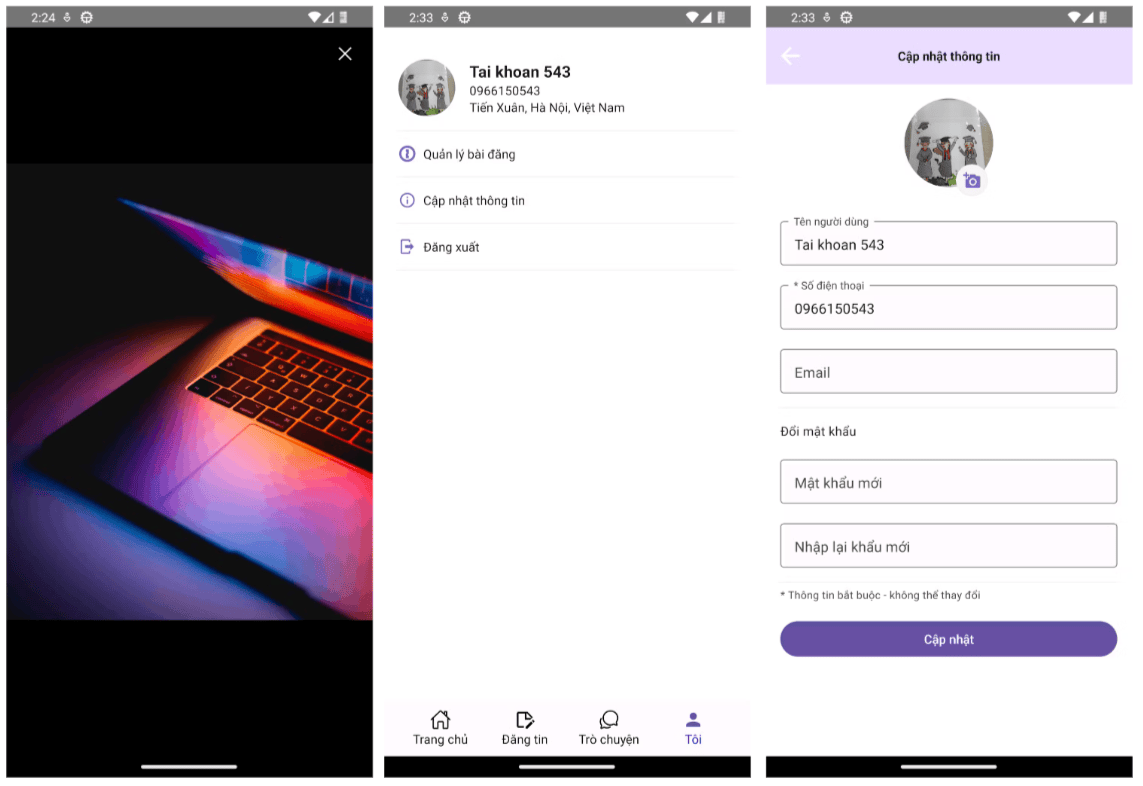 2:24
2:33
Tai khoan 543
0966150543
Tiến Xuân, Hà Nội, Việt Nam
Quản lý bài đăng
Cập nhật thông tin
Đăng xuất
Trang chủ
Đăng tin
Trò chuyện
Tôi
2:33
Cập nhật thông tin
Tên người dùng
Tai khoan 543
* Số điện thoại
0966150543
Email
Đổi mật khẩu
Mật khẩu mới
Nhập lại khẩu mới
* Thông tin bắt buộc - không thể thay đổi
Cập nhật